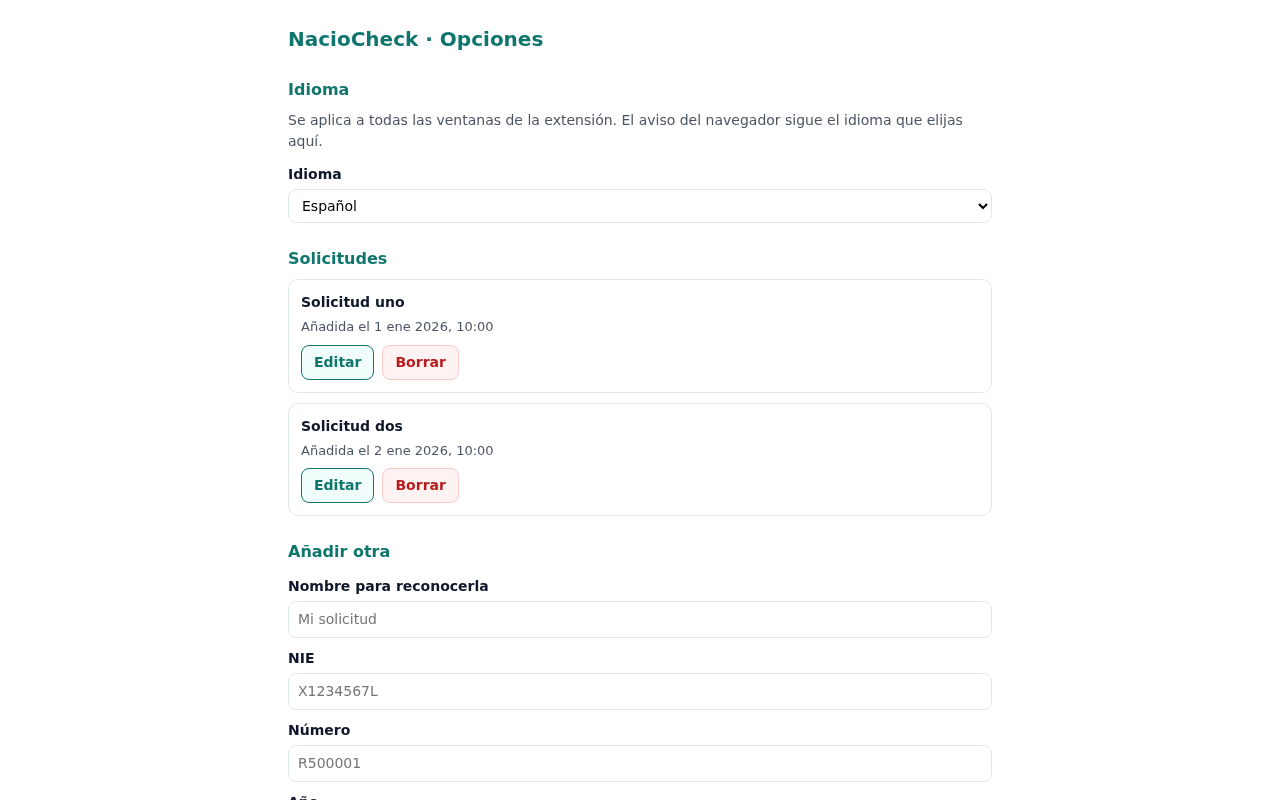 NacioCheck · Opciones
Idioma
Se aplica a todas las ventanas de la extensión. El aviso del navegador sigue el idioma que elijas
aquí.
Idioma
Español
Solicitudes
Solicitud uno
Añadida el 1 ene 2026, 10:00
Editar Borrar
Solicitud dos
Añadida el 2 ene 2026, 10:00
Editar Borrar
Añadir otra
Nombre para reconocerla
Mi solicitud
NIE
X1234567L
Número
R500001
Año